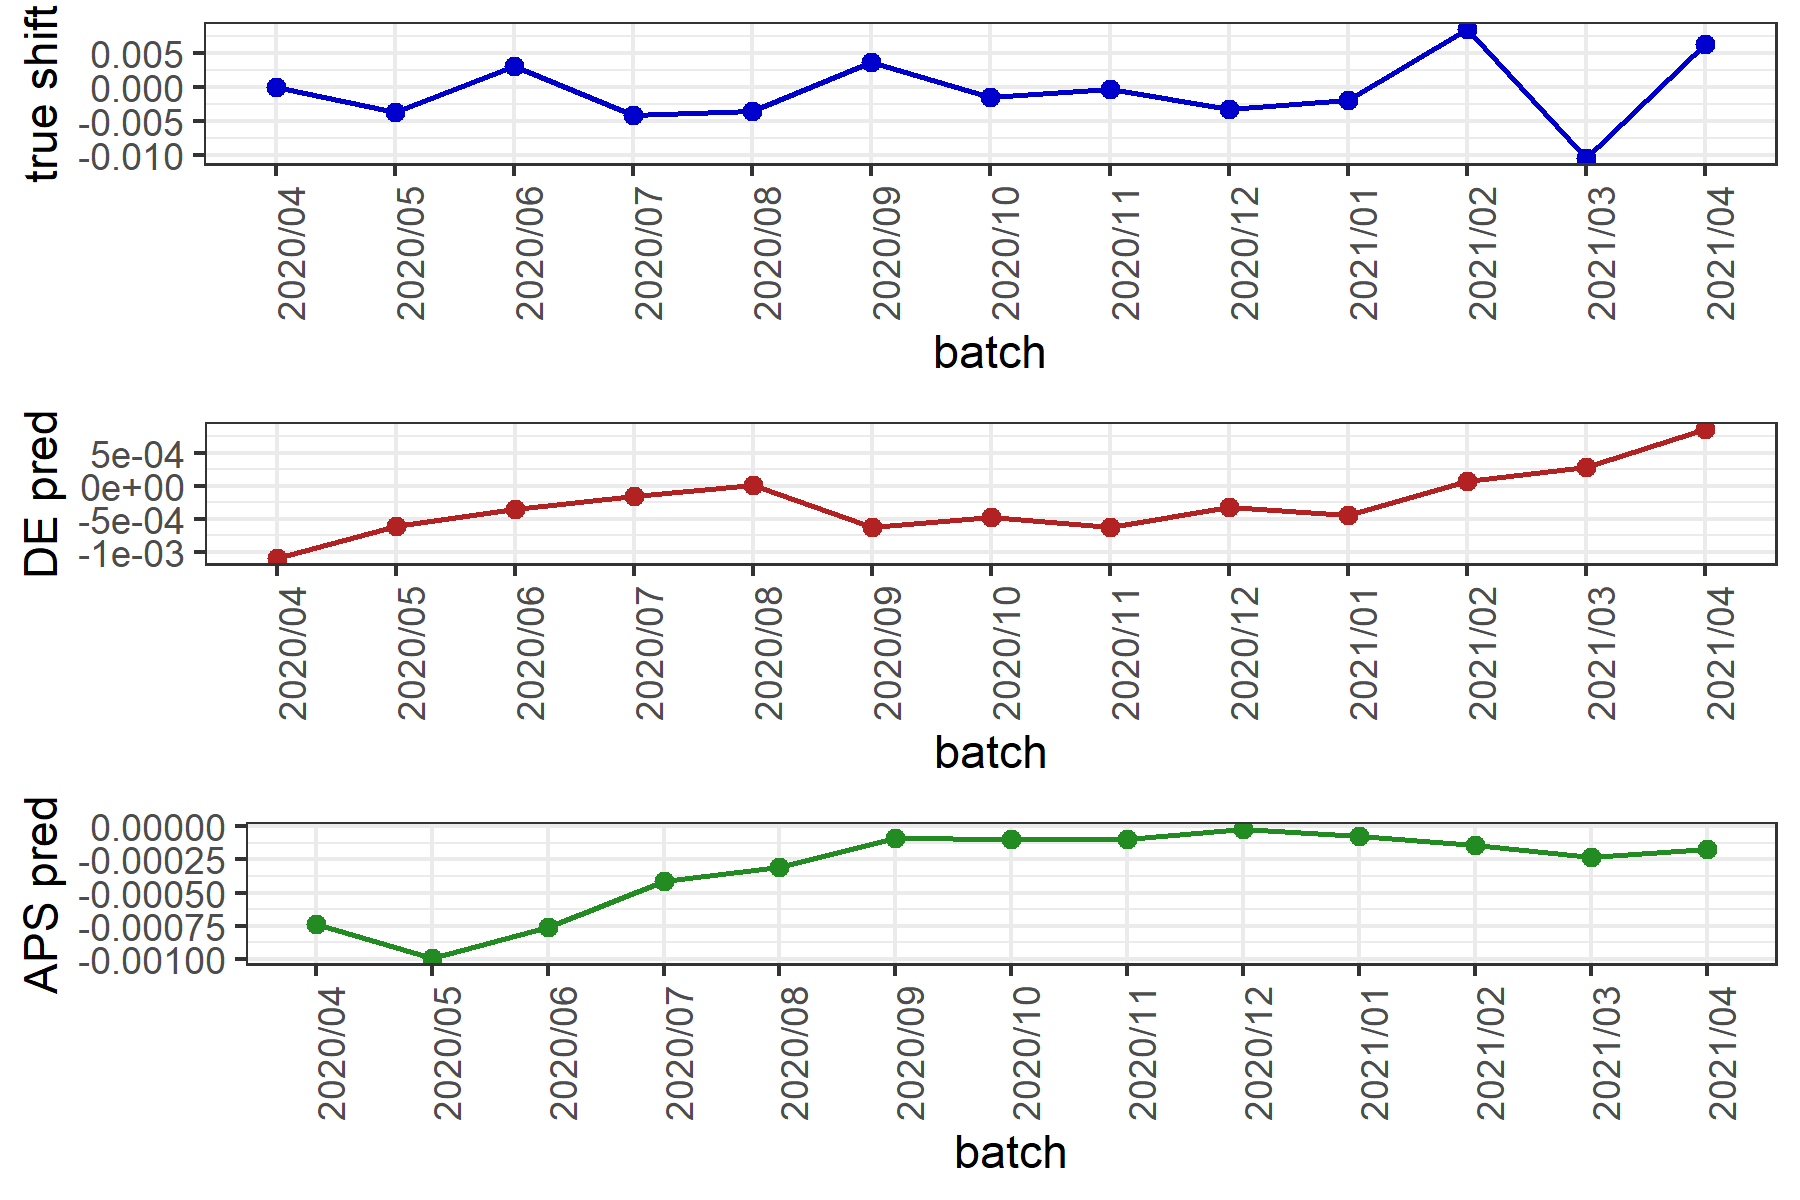 true shift
0.005
0.000
-0.005
-0.010
2020/04 2020/05 2020/06 2020/07 2020/08 2020/09 2020/10 2020/11 2020/12 2021/01 2021/02 2021/03 2021/04
batch
DE pred
5e-04
0e+00
-5e-04
-1e-03
2020/04 2020/05 2020/06 2020/07 2020/08 2020/09 2020/10 2020/11 2020/12 2021/01 2021/02 2021/03 2021/04
batch
APS pred
0.00000
-0.00025
-0.00050
-0.00075
-0.00100
2020/04 2020/05 2020/06 2020/07 2020/08 2020/09 2020/10 2020/11 2020/12 2021/01 2021/02 2021/03 2021/04
batch